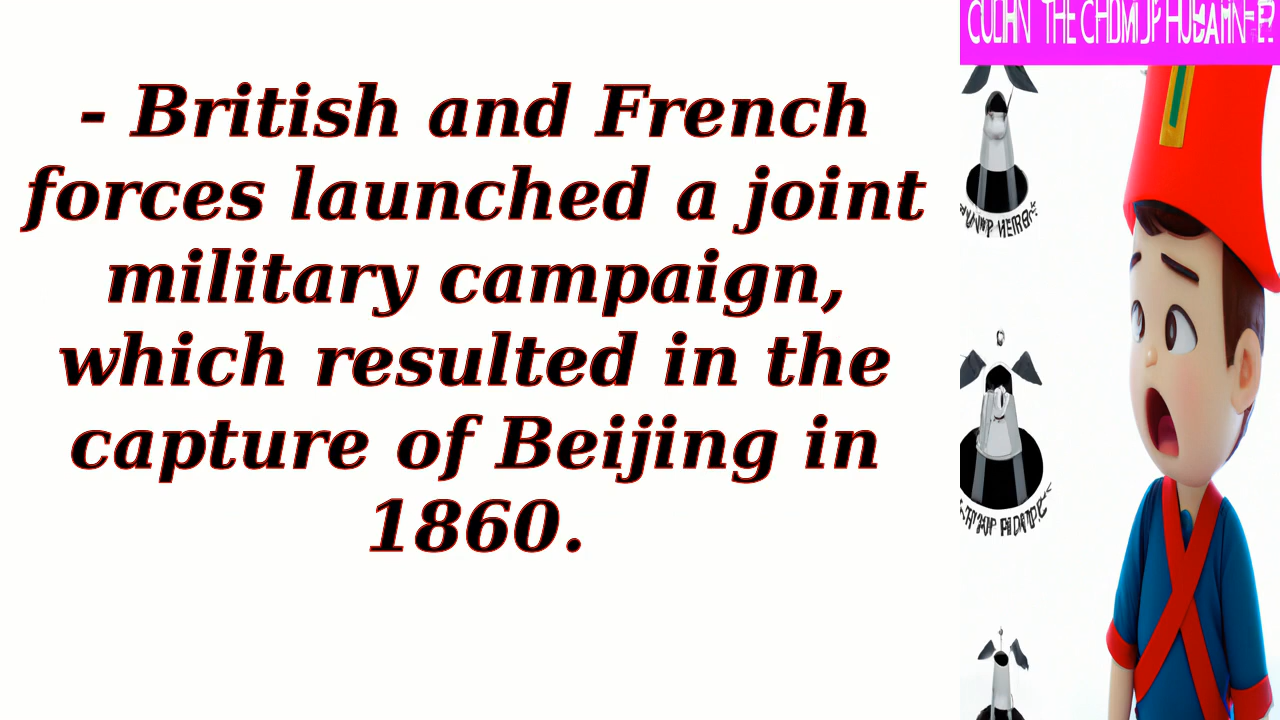 - British and French
forces launched a joint
military campaign,
which resulted in the
capture of Beijing in
1860.